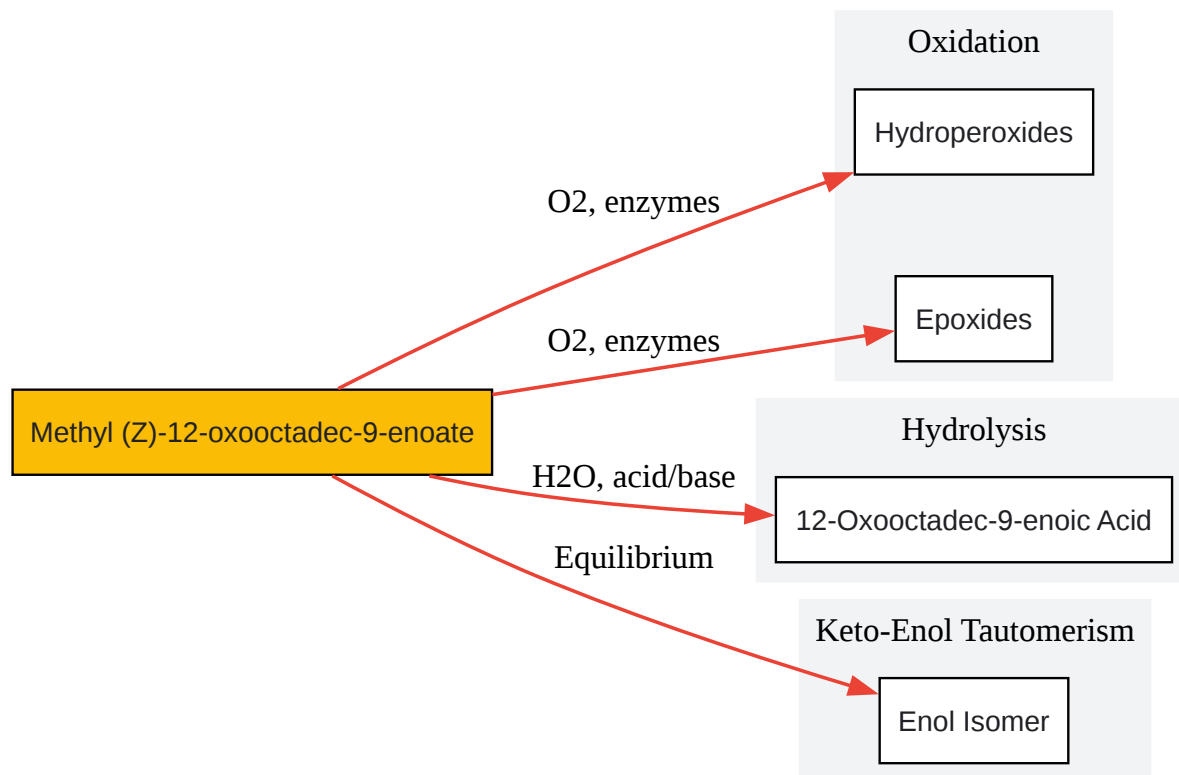 Oxidation
Hydroperoxides
O2, enzymes
Epoxides
O2, enzymes
Methyl (Z)-12-oxooctadec-9-enoate
Hydrolysis
H2O, acid/base
12-Oxooctadec-9-enoic Acid
Equilibrium
Keto-Enol Tautomerism
Enol Isomer